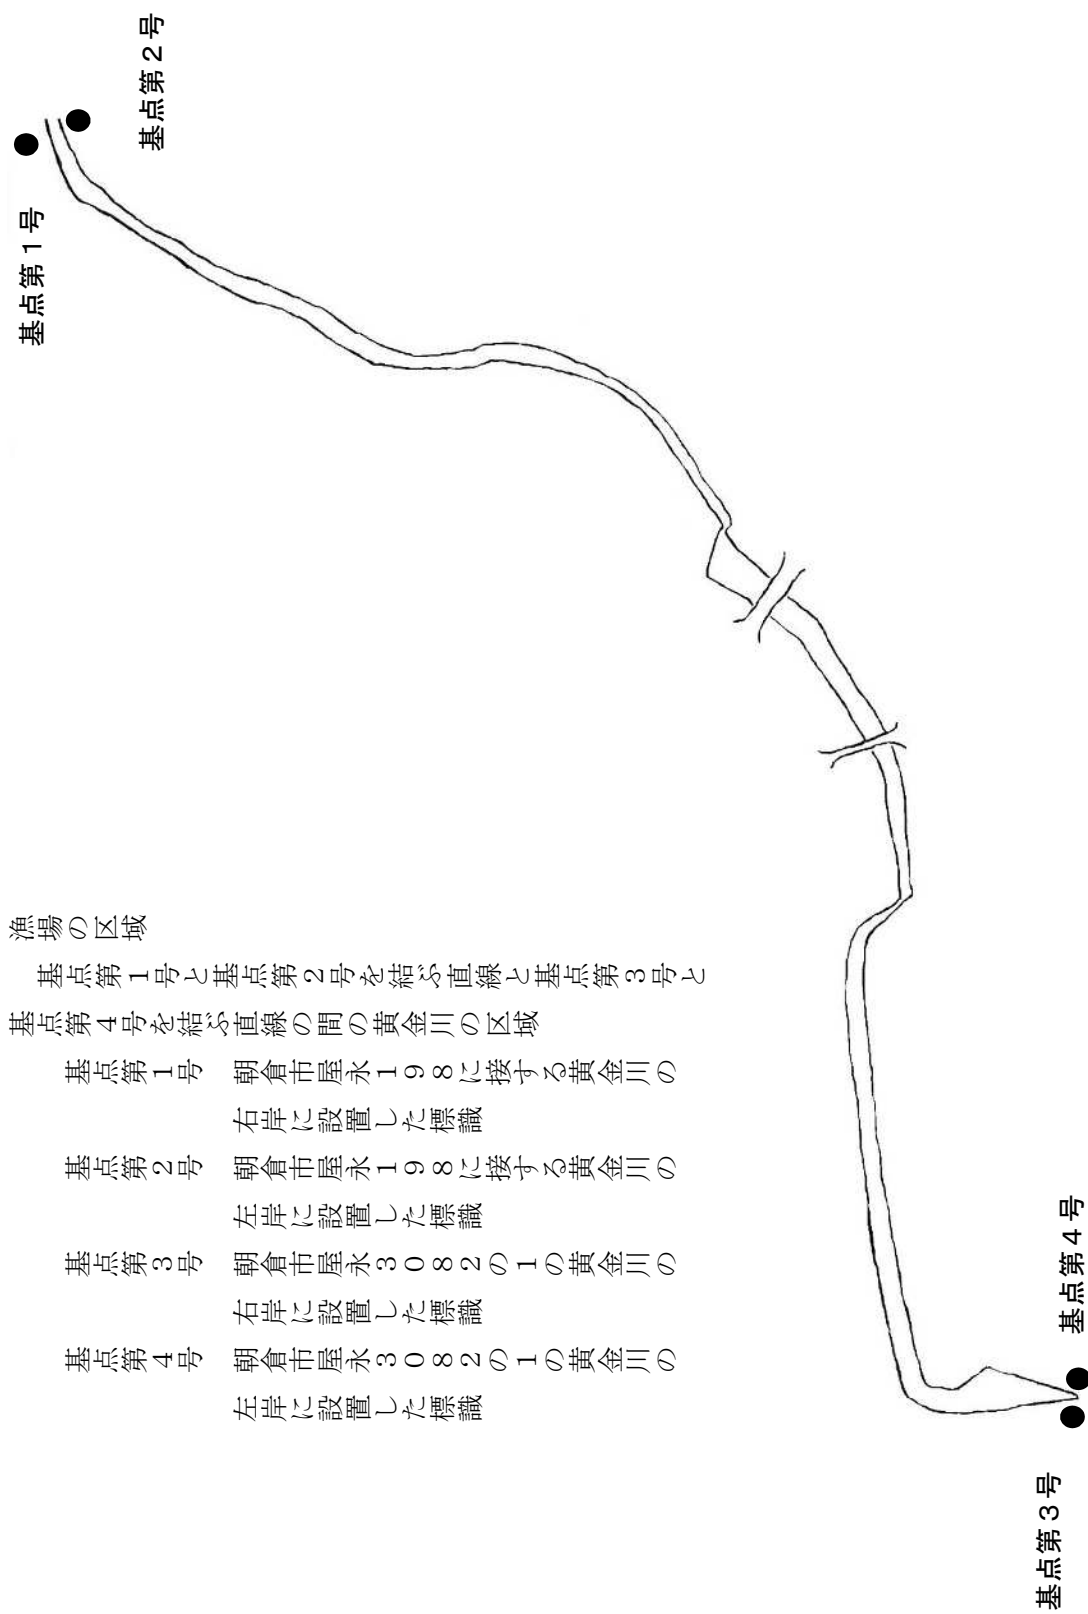 漁場の区域
基点第1号と基点第2号を結ぶ直線と基点第3号と
基点第4号を結ぶ直線の間の黄金川の区域
基点第1号　朝倉市屋永198に接する黄金川の
右岸に設置した標識
基点第2号　朝倉市屋永198に接する黄金川の
左岸に設置した標識
基点第3号　朝倉市屋永3082の1の黄金川の
右岸に設置した標識
基点第4号　朝倉市屋永3082の1の黄金川の
左岸に設置した標識
基点第1号
基点第2号
基点第3号
基点第4号